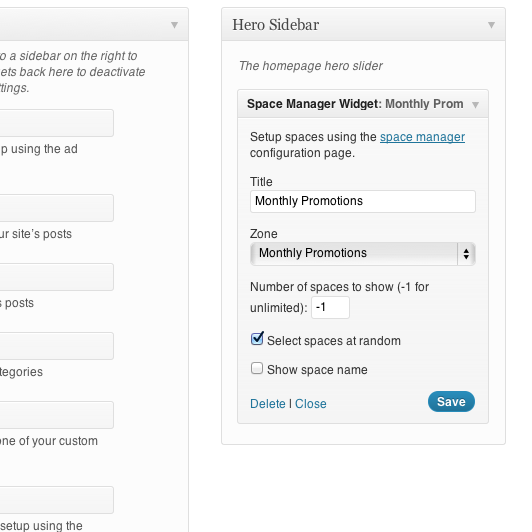 o a sidebar on the right to
ets back here to deactivate
tings.
p using the ad
ur site's posts
s posts
tegories
one of your custom
setup using the
Hero Sidebar
The homepage hero slider
Space Manager Widget: Monthly Prom
Setup spaces using the space manager
configuration page.
Title
Monthly Promotions
Zone
Monthly Promotions
Number of spaces to show (-1 for
unlimited): -1
Select spaces at random
Show space name
Delete | Close Save